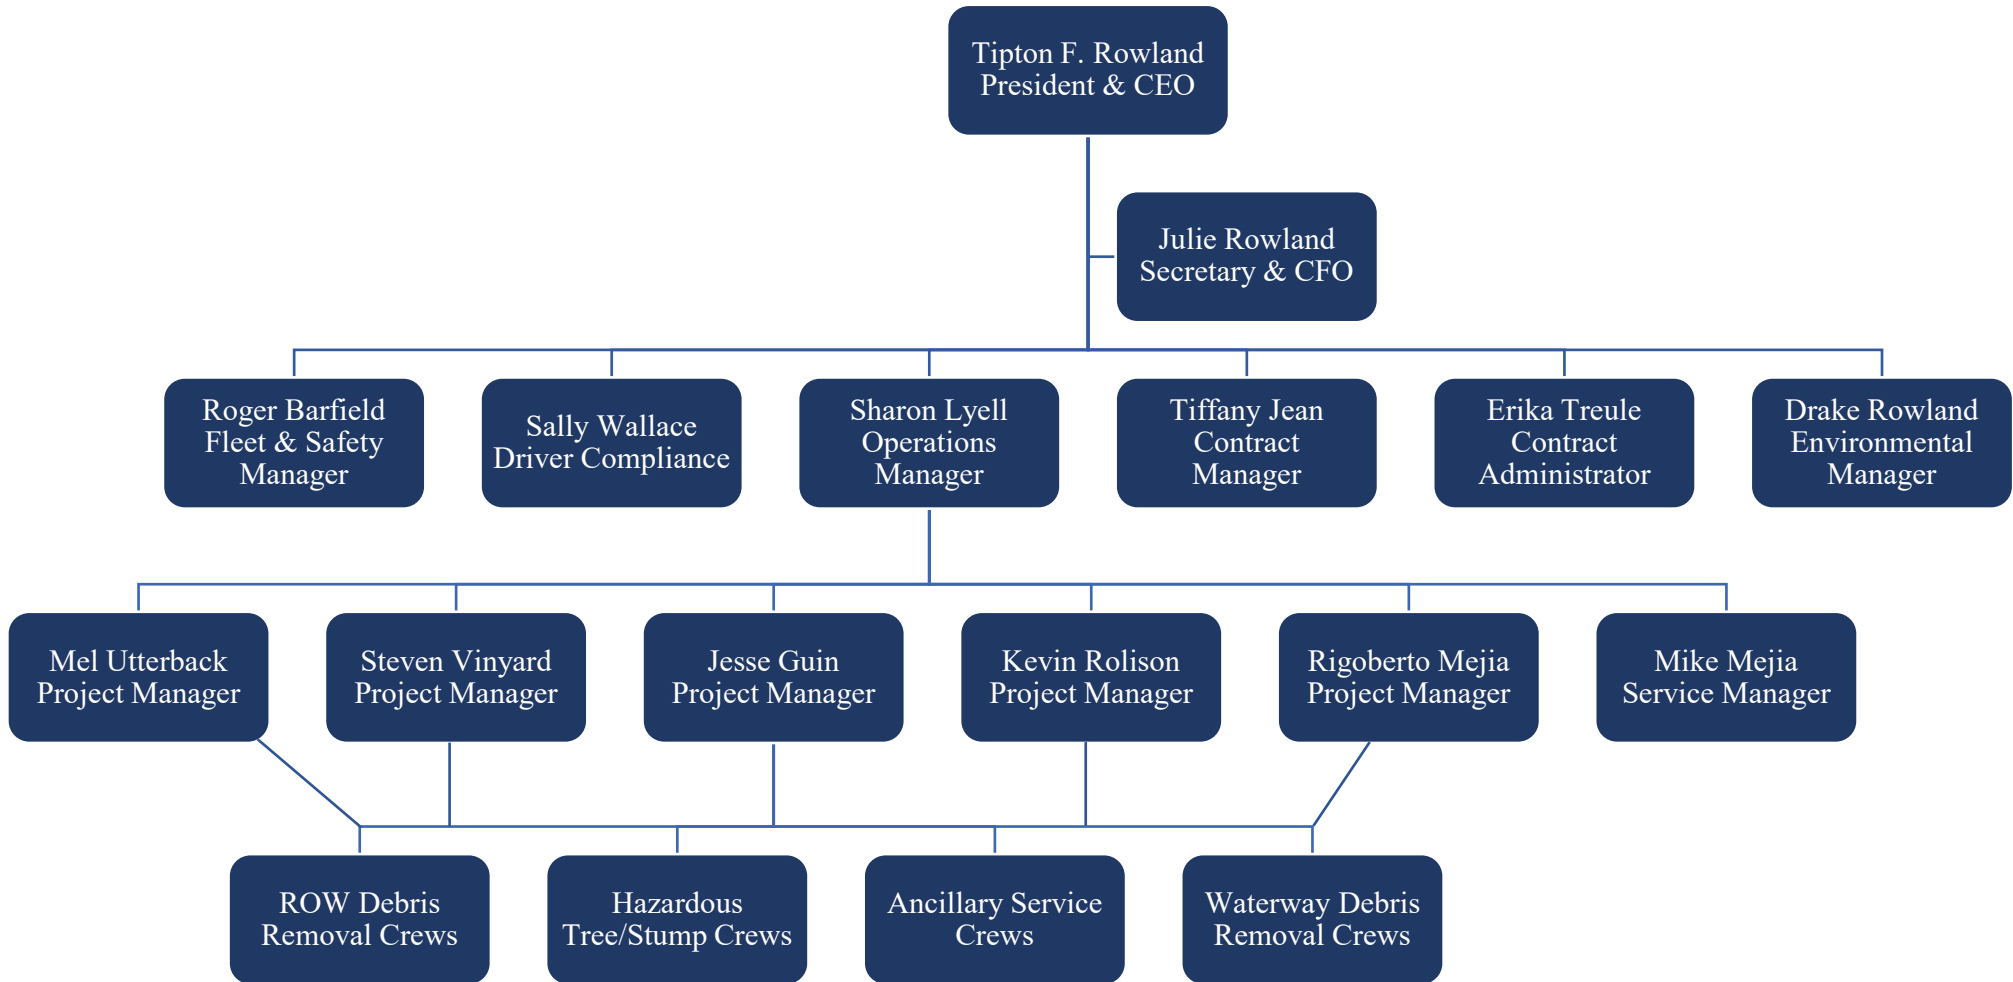 Tipton F. Rowland
President & CEO
Julie Rowland
Secretary & CFO
Roger Barfield
Fleet & Safety
Manager
Sally Wallace
Driver Compliance
Sharon Lyell
Operations
Manager
Tiffany Jean
Contract
Manager
Erika Treule
Contract
Administrator
Drake Rowland
Environmental
Manager
Mel Utterback
Project Manager
Steven Vinyard
Project Manager
Jesse Guin
Project Manager
Kevin Rolison
Project Manager
Rigoberto Mejia
Project Manager
Mike Mejia
Service Manager
ROW Debris
Removal Crews
Hazardous
Tree/Stump Crews
Ancillary Service
Crews
Waterway Debris
Removal Crews